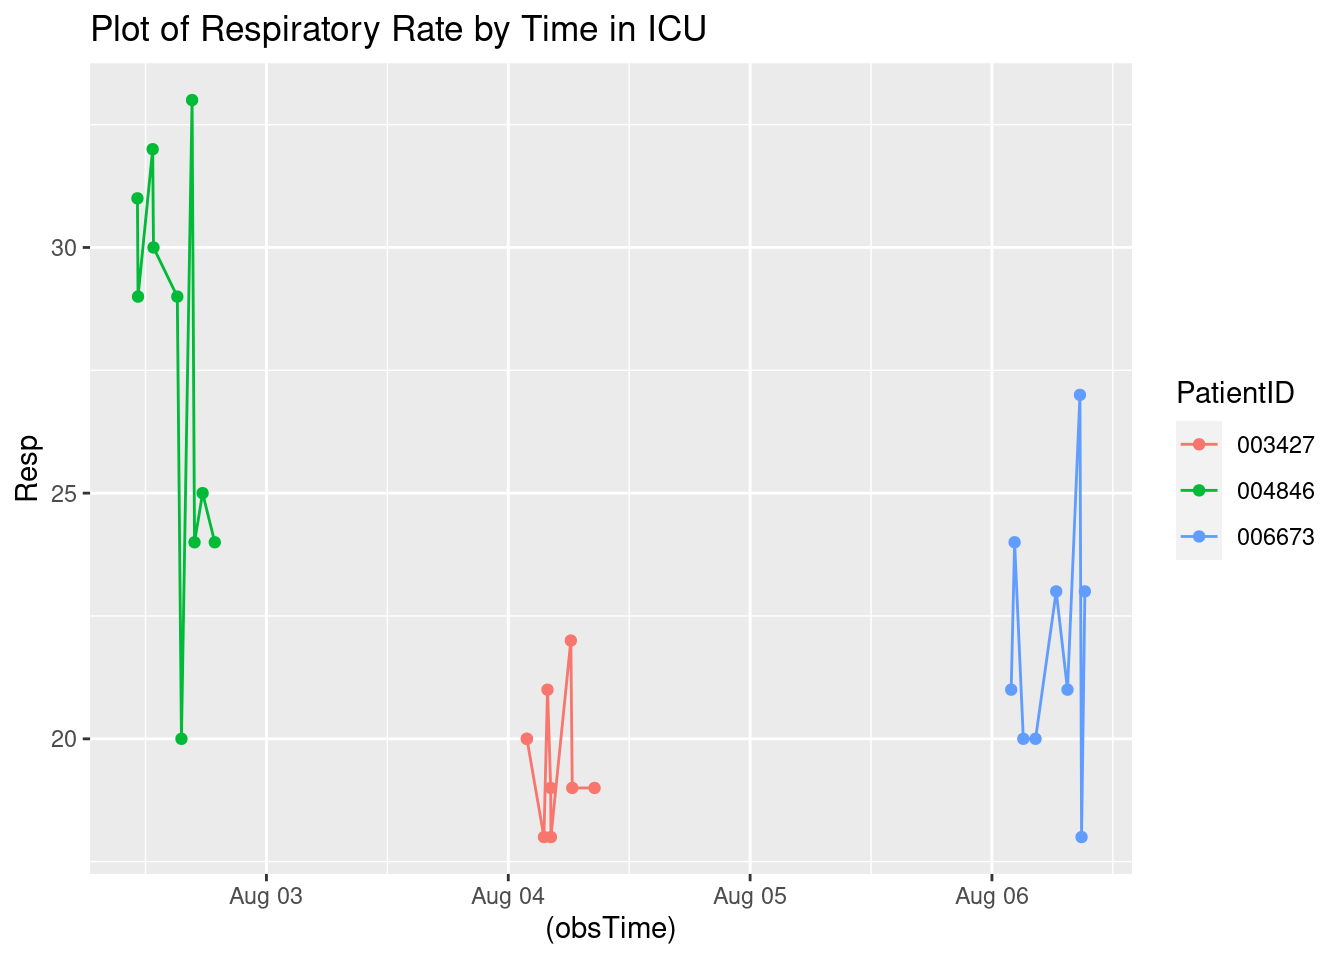 Plot of Respiratory Rate by Time in ICU
Resp
30
25
20
Aug 03
Aug 04
Aug 05
Aug 06
(obsTime)
PatientID
003427
004846
006673